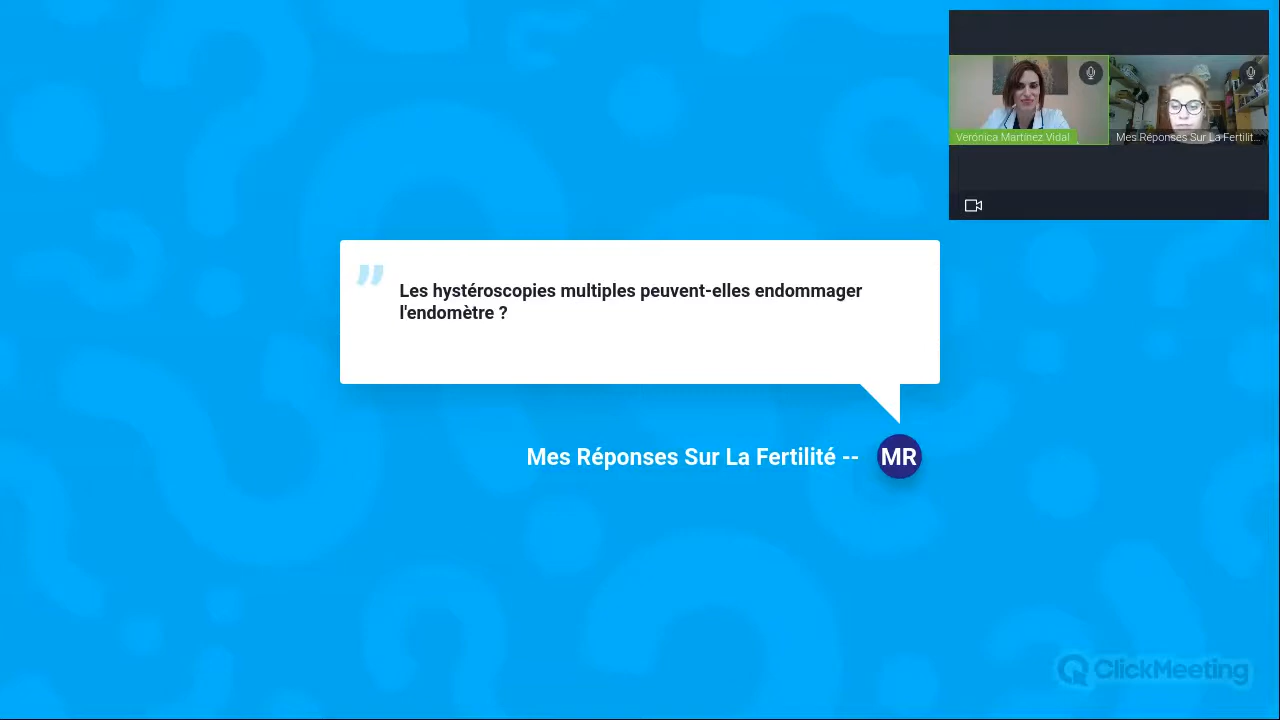 Verónica Martínez Vidal
Mes Réponses Sur La Fertilit...
Les hystéroscopies multiples peuvent-elles endommager
l'endomètre ?
Mes Réponses Sur La Fertilité --
MR
ClickMeeting